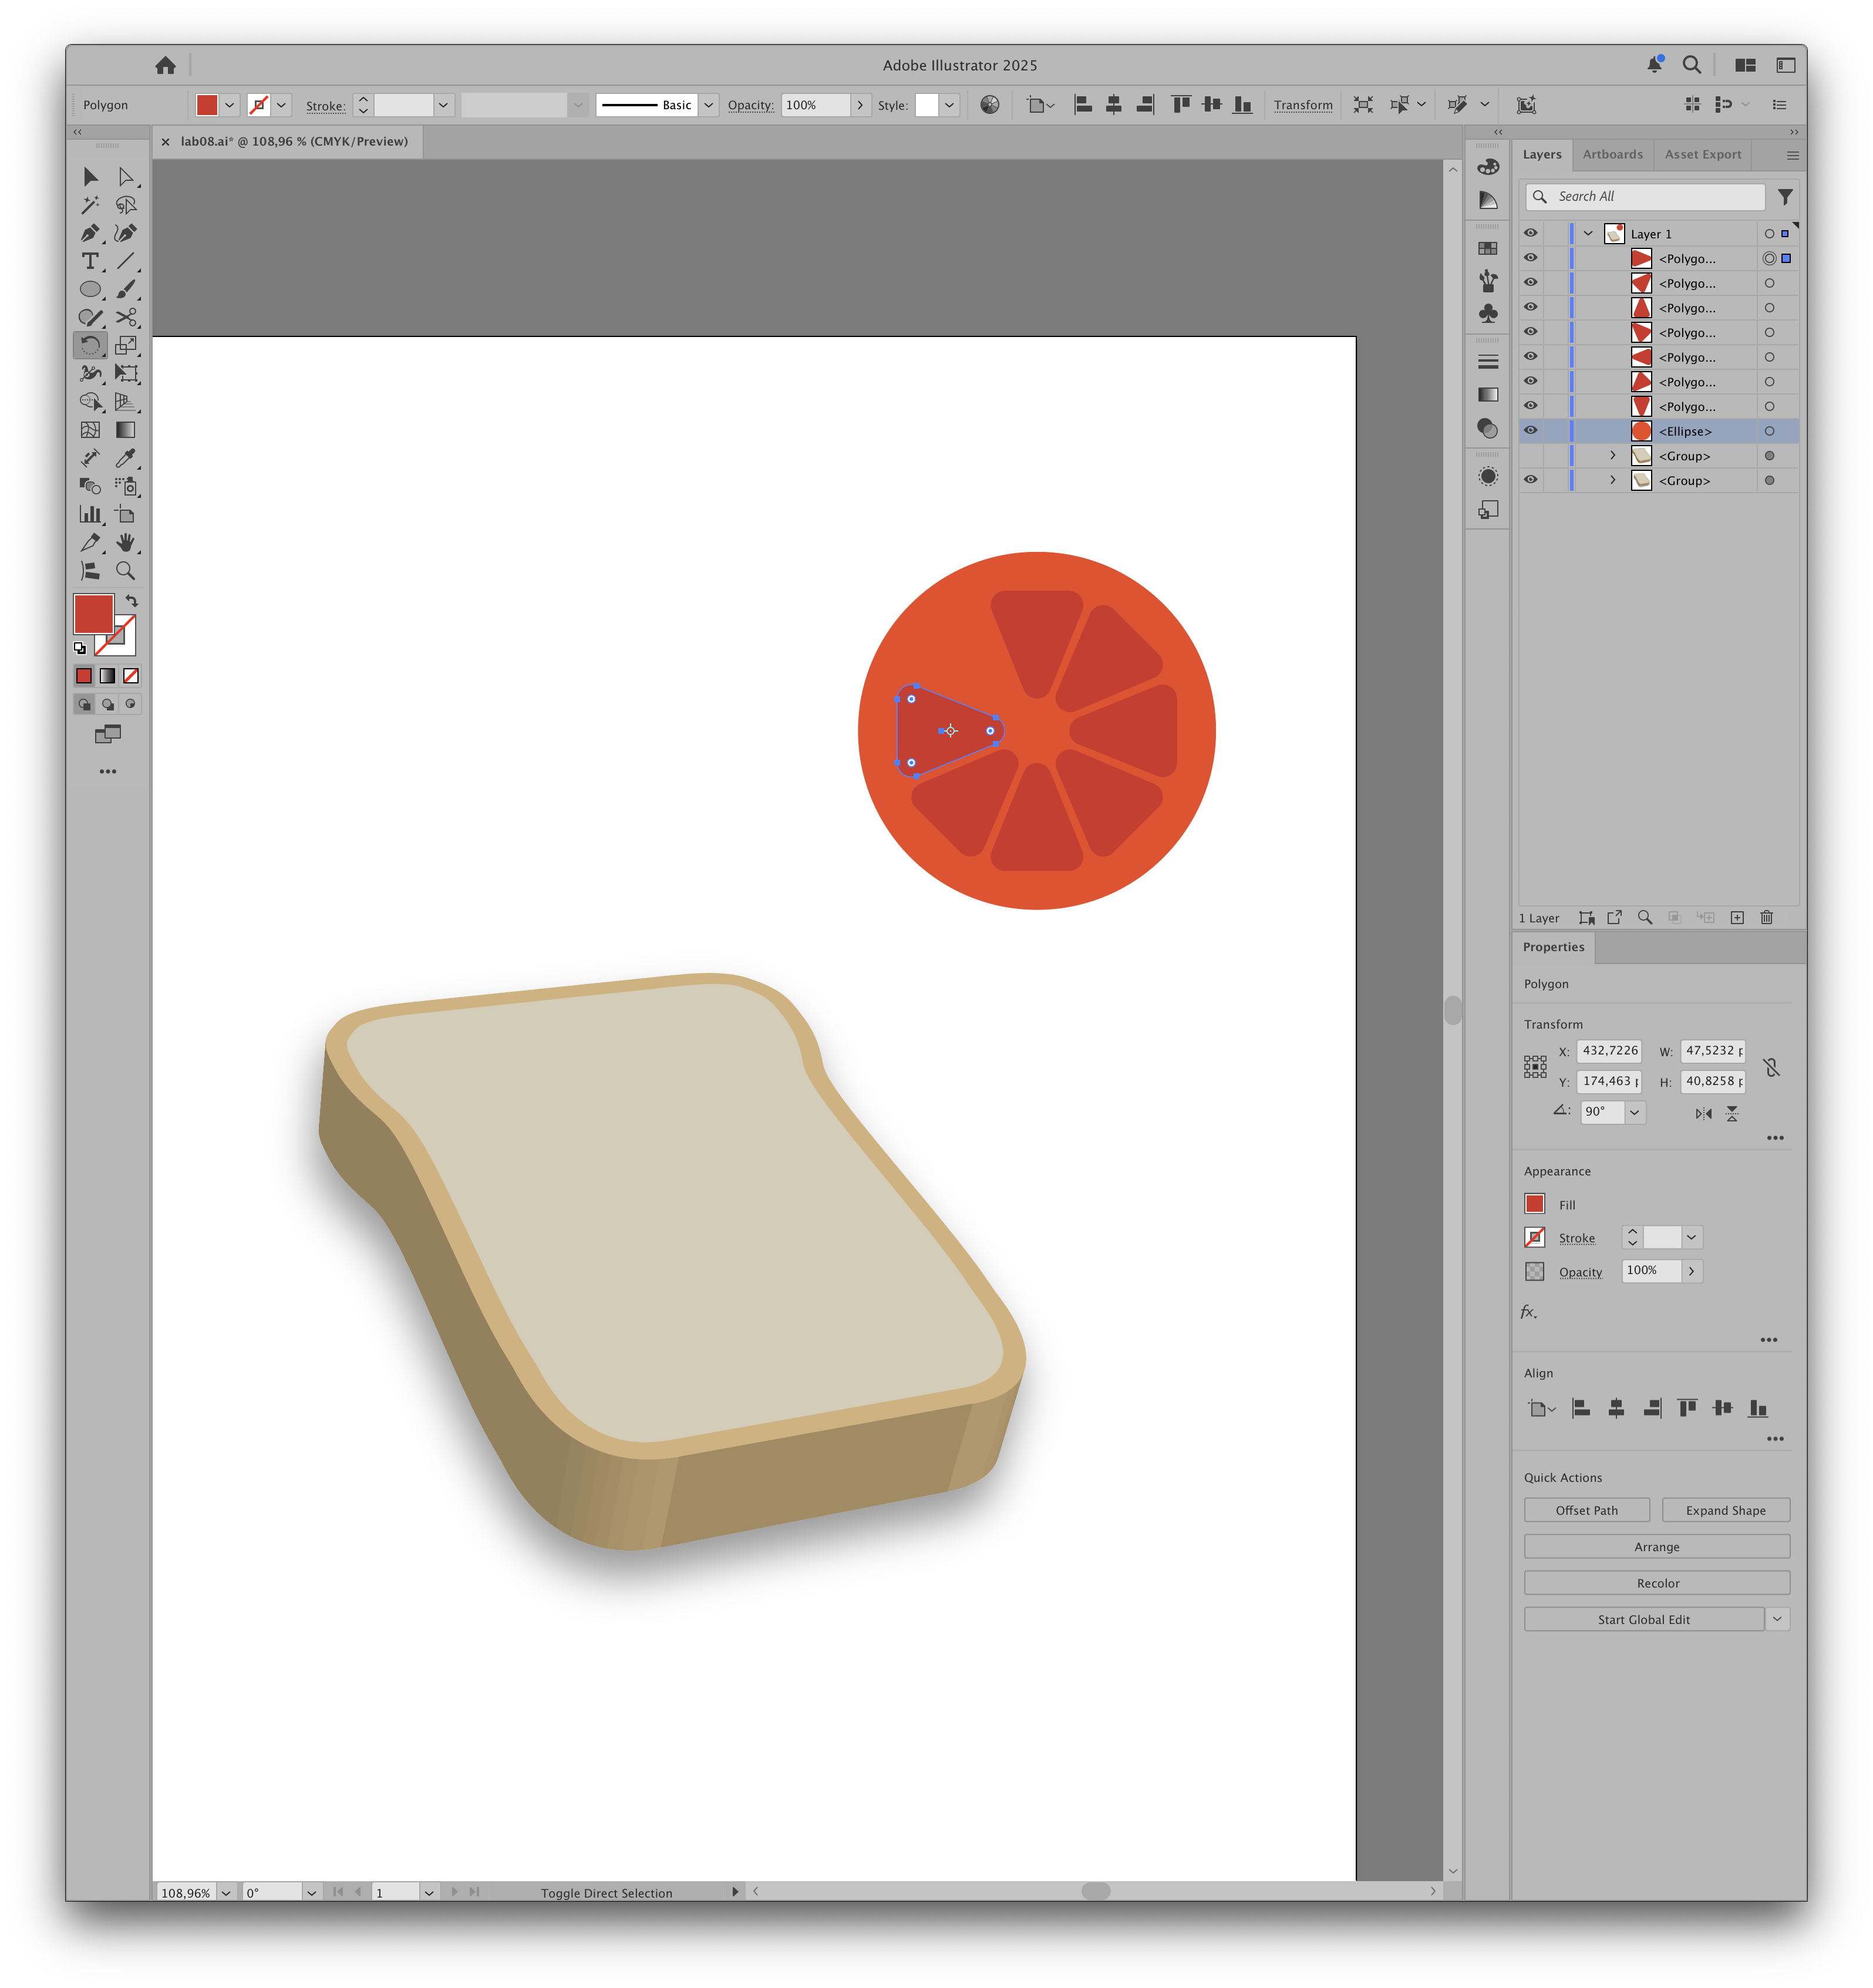 Adobe Illustrator 2025
Polygon
Stroke:
Basic
Opacity:
100%
Style:
Transform
lab08.ai* @ 108,96 % (CMYK/Preview)
Layers
Artboards
Asset Export
Search All
Layer 1
<Polygo...
<Polygo...
<Polygo...
<Polygo...
<Polygo...
<Polygo...
<Polygo...
<Ellipse>
<Group>
<Group>
1 Layer
Properties
Polygon
Transform
X: 432,7226 W: 47,5232 p
Y: 174,463 p H: 40,8258 p
90°
Appearance
Fill
Stroke
Opacity 100%
fx
Align
Quick Actions
Offset Path Expand Shape
Arrange
Recolor
Start Global Edit
108,96% 0° 1 Toggle Direct Selection